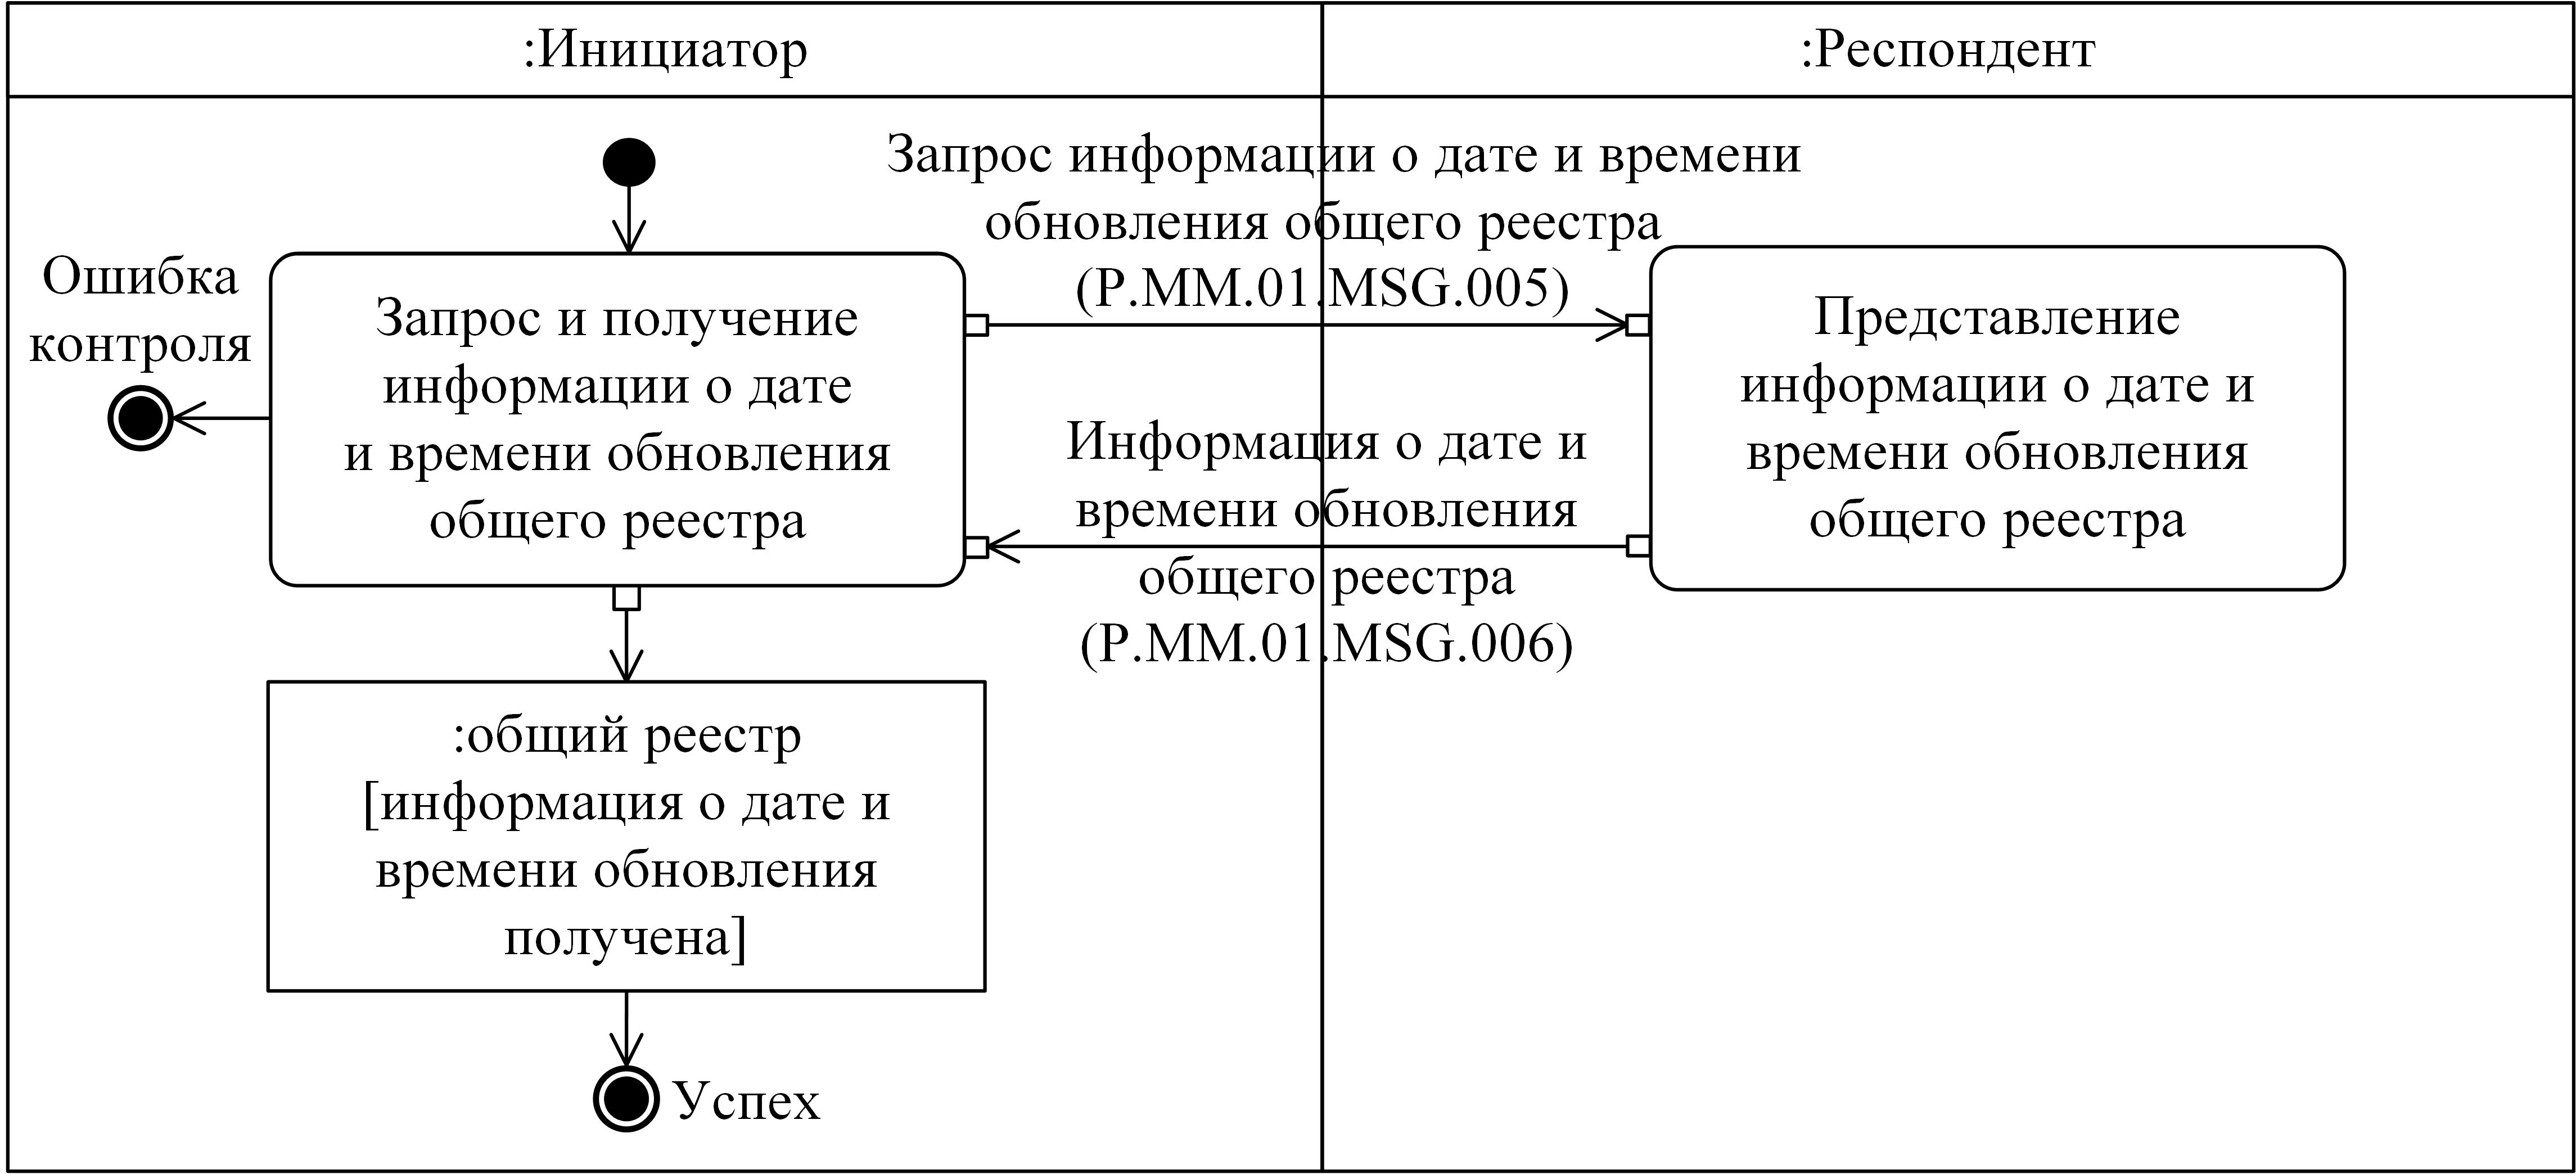 :Инициатор
:Респондент
Запрос информации о дате и времени
обновления общего реестра
(P.MM.01.MSG.005)
Ошибка
контроля
Запрос и получение
информации о дате
и времени обновления
общего реестра
Представление
информации о дате и
времени обновления
общего реестра
Информация о дате и
времени обновления
общего реестра
(P.MM.01.MSG.006)
:общий реестр
[информация о дате и
времени обновления
получена]
Успех